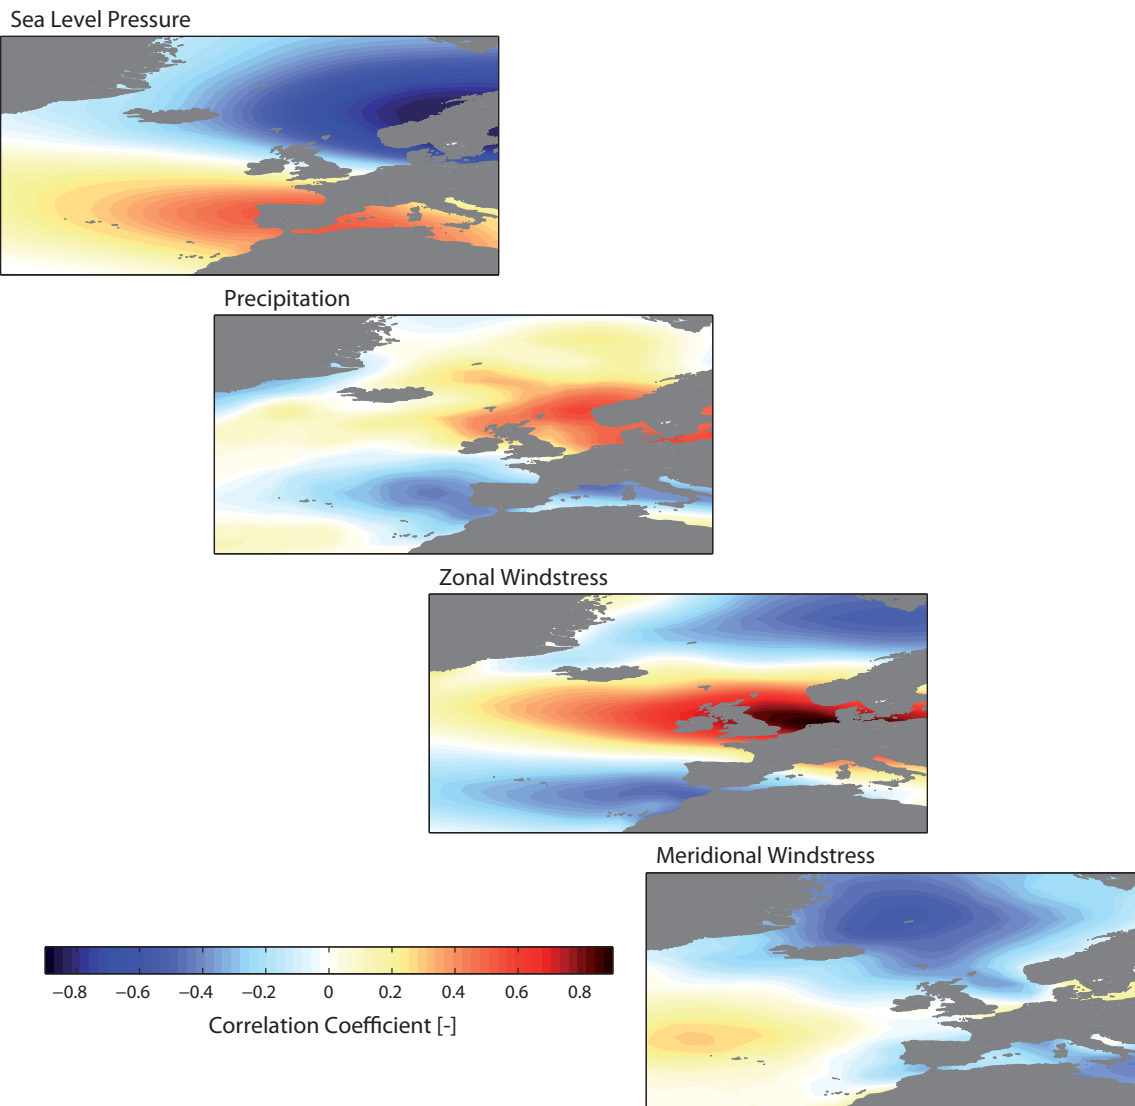 Sea Level Pressure
Precipitation
Zonal Windstress
Meridional Windstress
−0.8 −0.6 −0.4 −0.2 0 0.2 0.4 0.6 0.8
Correlation Coefficient [-]